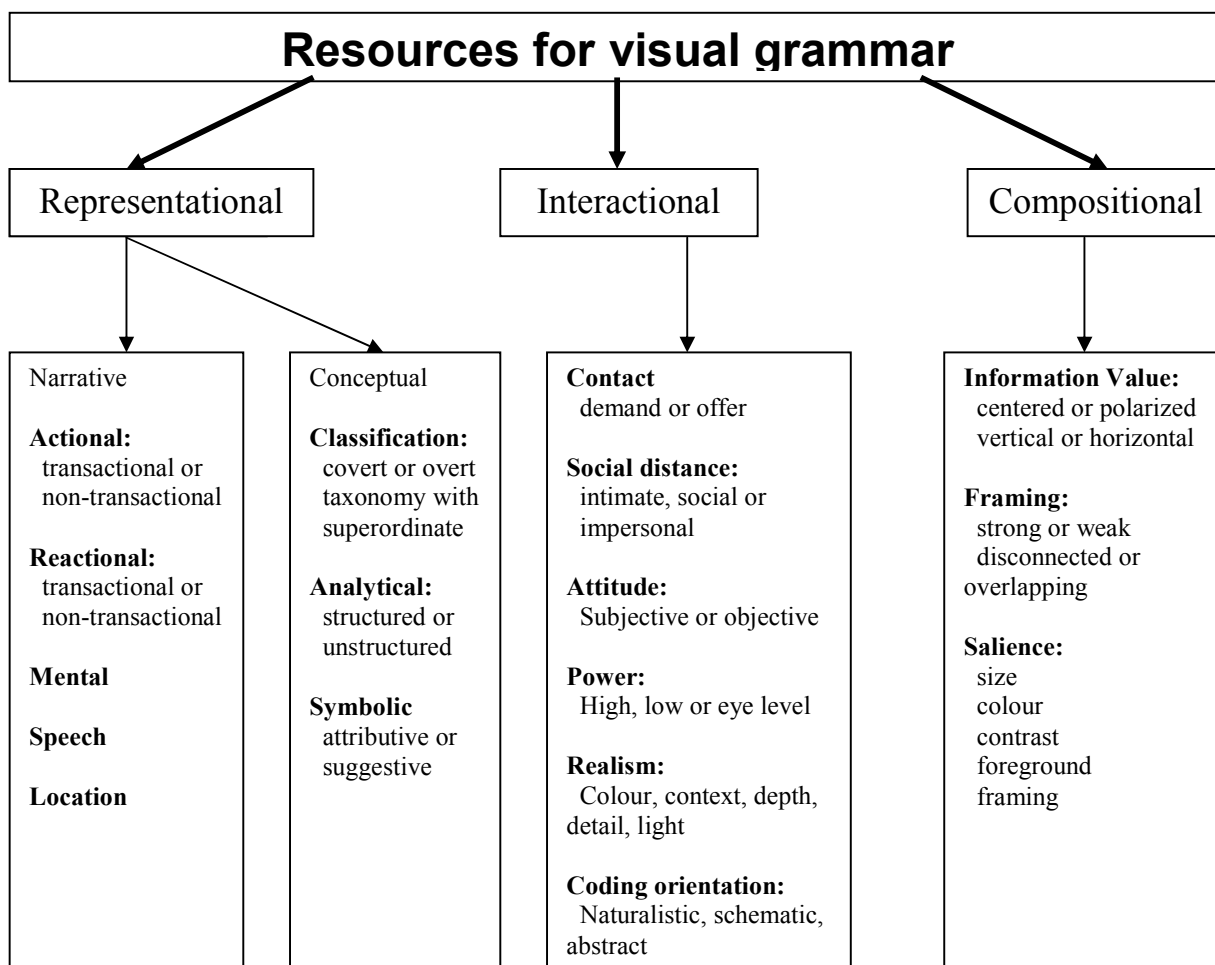 Resources for visual grammar
Representational
Interactional
Compositional
Narrative
Actional:
transactional or
non-transactional
Reactional:
transactional or
non-transactional
Mental
Speech
Location
Conceptual
Classification:
covert or overt
taxonomy with
superordinate
Analytical:
structured or
unstructured
Symbolic
attributive or
suggestive
Contact
demand or offer
Social distance:
intimate, social or
impersonal
Attitude:
Subjective or objective
Power:
High, low or eye level
Realism:
Colour, context, depth,
detail, light
Coding orientation:
Naturalistic, schematic,
abstract
Information Value:
centered or polarized
vertical or horizontal
Framing:
strong or weak
disconnected or
overlapping
Salience:
size
colour
contrast
foreground
framing